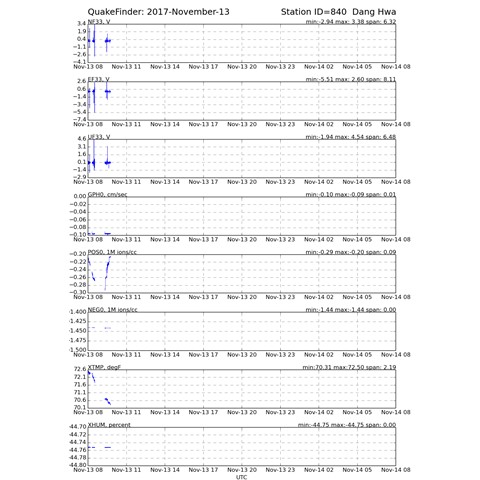 QuakeFinder: 2017-November-13 Station ID=840 Dang Hwa
NF33, V min:-2.94 max: 3.38 span: 6.32
3.4
1.9
0.4
-1.1
-2.6
-4.1
Nov-13 08 Nov-13 11 Nov-13 14 Nov-13 17 Nov-13 20 Nov-13 23 Nov-14 02 Nov-14 05 Nov-14 08
EF33, V min:-5.51 max: 2.60 span: 8.11
2.6
0.6
-1.4
-3.4
-5.4
-7.4
Nov-13 08 Nov-13 11 Nov-13 14 Nov-13 17 Nov-13 20 Nov-13 23 Nov-14 02 Nov-14 05 Nov-14 08
UF33, V min:-1.94 max: 4.54 span: 6.48
4.6
3.1
1.6
0.1
-1.4
-2.9
Nov-13 08 Nov-13 11 Nov-13 14 Nov-13 17 Nov-13 20 Nov-13 23 Nov-14 02 Nov-14 05 Nov-14 08
GPH0, cm/sec min:-0.10 max:-0.09 span: 0.01
0.00
-0.02
-0.04
-0.06
-0.08
-0.10
Nov-13 08 Nov-13 11 Nov-13 14 Nov-13 17 Nov-13 20 Nov-13 23 Nov-14 02 Nov-14 05 Nov-14 08
POS0, 1M ions/cc min:-0.29 max:-0.20 span: 0.09
-0.20
-0.22
-0.24
-0.26
-0.28
-0.30
Nov-13 08 Nov-13 11 Nov-13 14 Nov-13 17 Nov-13 20 Nov-13 23 Nov-14 02 Nov-14 05 Nov-14 08
NEG0, 1M ions/cc min:-1.44 max:-1.44 span: 0.00
-1.400
-1.425
-1.450
-1.475
-1.500
Nov-13 08 Nov-13 11 Nov-13 14 Nov-13 17 Nov-13 20 Nov-13 23 Nov-14 02 Nov-14 05 Nov-14 08
XTMP, degF min:70.31 max:72.50 span: 2.19
72.6
72.1
71.6
71.1
70.6
70.1
Nov-13 08 Nov-13 11 Nov-13 14 Nov-13 17 Nov-13 20 Nov-13 23 Nov-14 02 Nov-14 05 Nov-14 08
XHUM, percent min:-44.75 max:-44.75 span: 0.00
-44.70
-44.72
-44.74
-44.76
-44.78
-44.80
Nov-13 08 Nov-13 11 Nov-13 14 Nov-13 17 Nov-13 20 Nov-13 23 Nov-14 02 Nov-14 05 Nov-14 08
UTC